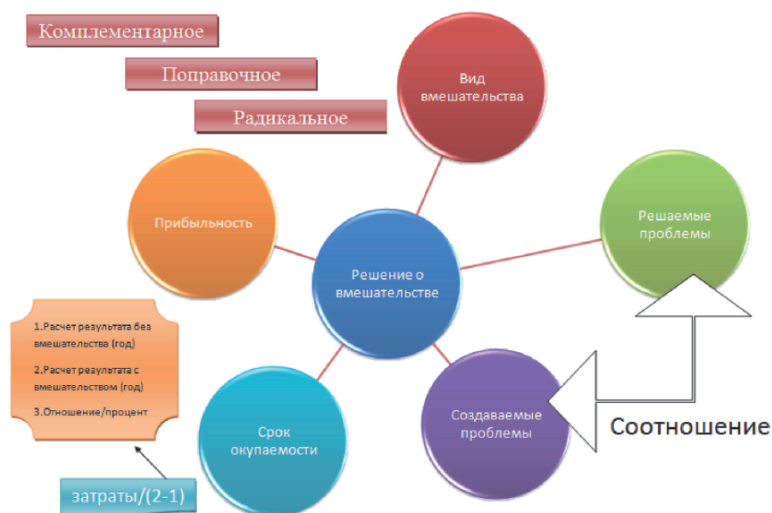 Комплементарное
Поправочное
Радикальное
Вид
вмешательства
Прибыльность
Решаемые
проблемы
Решение о
вмешательстве
1.Расчет результата без
вмешательства (год)
2.Расчет результата с
вмешательством (год)
3.Отношение/процент
Срок
окупаемости
Создаваемые
проблемы
Соотношение
затраты/(2-1)